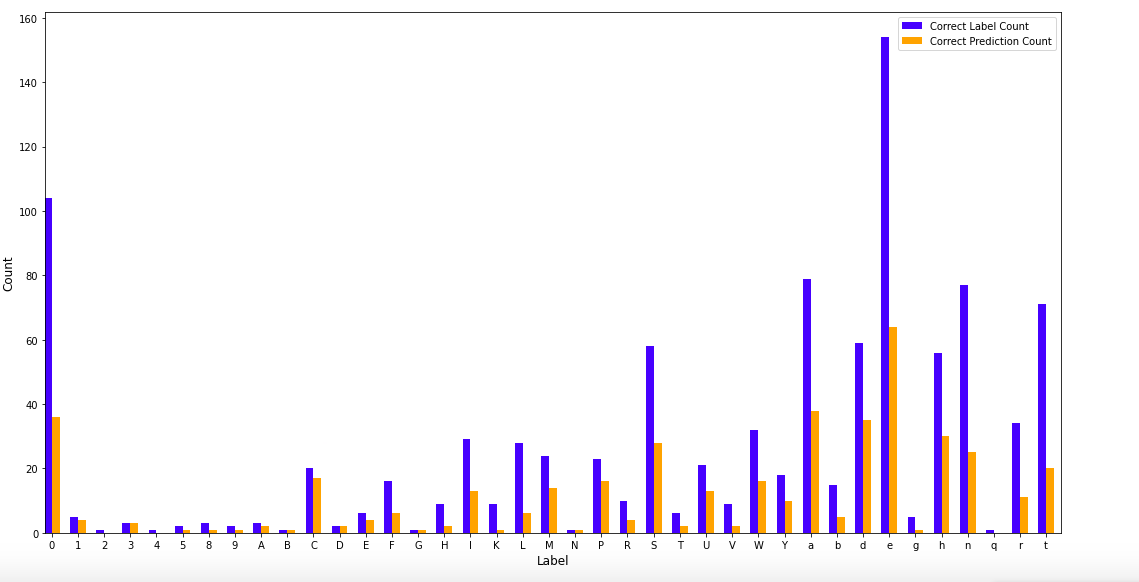 160
140
120
100
80
60
40
20
0
Count
Correct Label Count
Correct Prediction Count
0 1 2 3 4 5 8 9 A B C D E F G H I K L M N P R S T U V W Y a b d e g h n q r t
Label